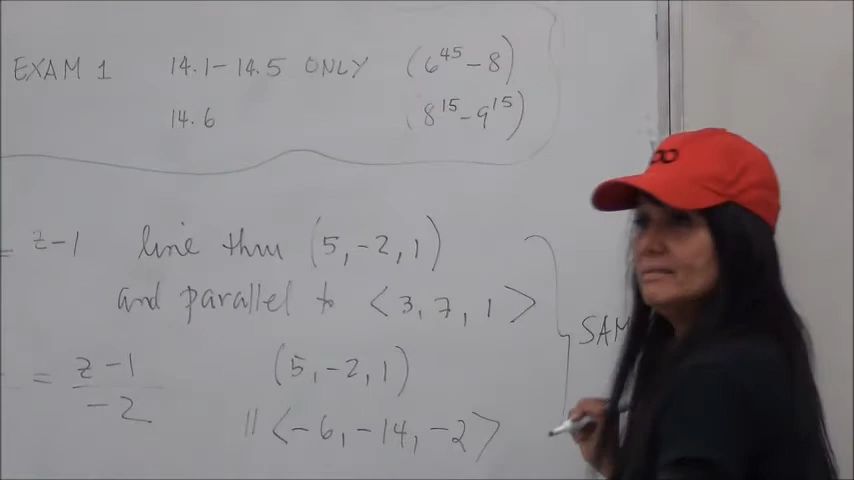 EXAM 1 14.1-14.5 ONLY (6⁴⁵-8)
14.6 (8¹⁵-9¹⁵)
= z-1 line thru (5,-2,1)
and parallel to <3,7,1>
SAM
= z-1 (5,-2,1)
-2 || <-6,-14,-2>